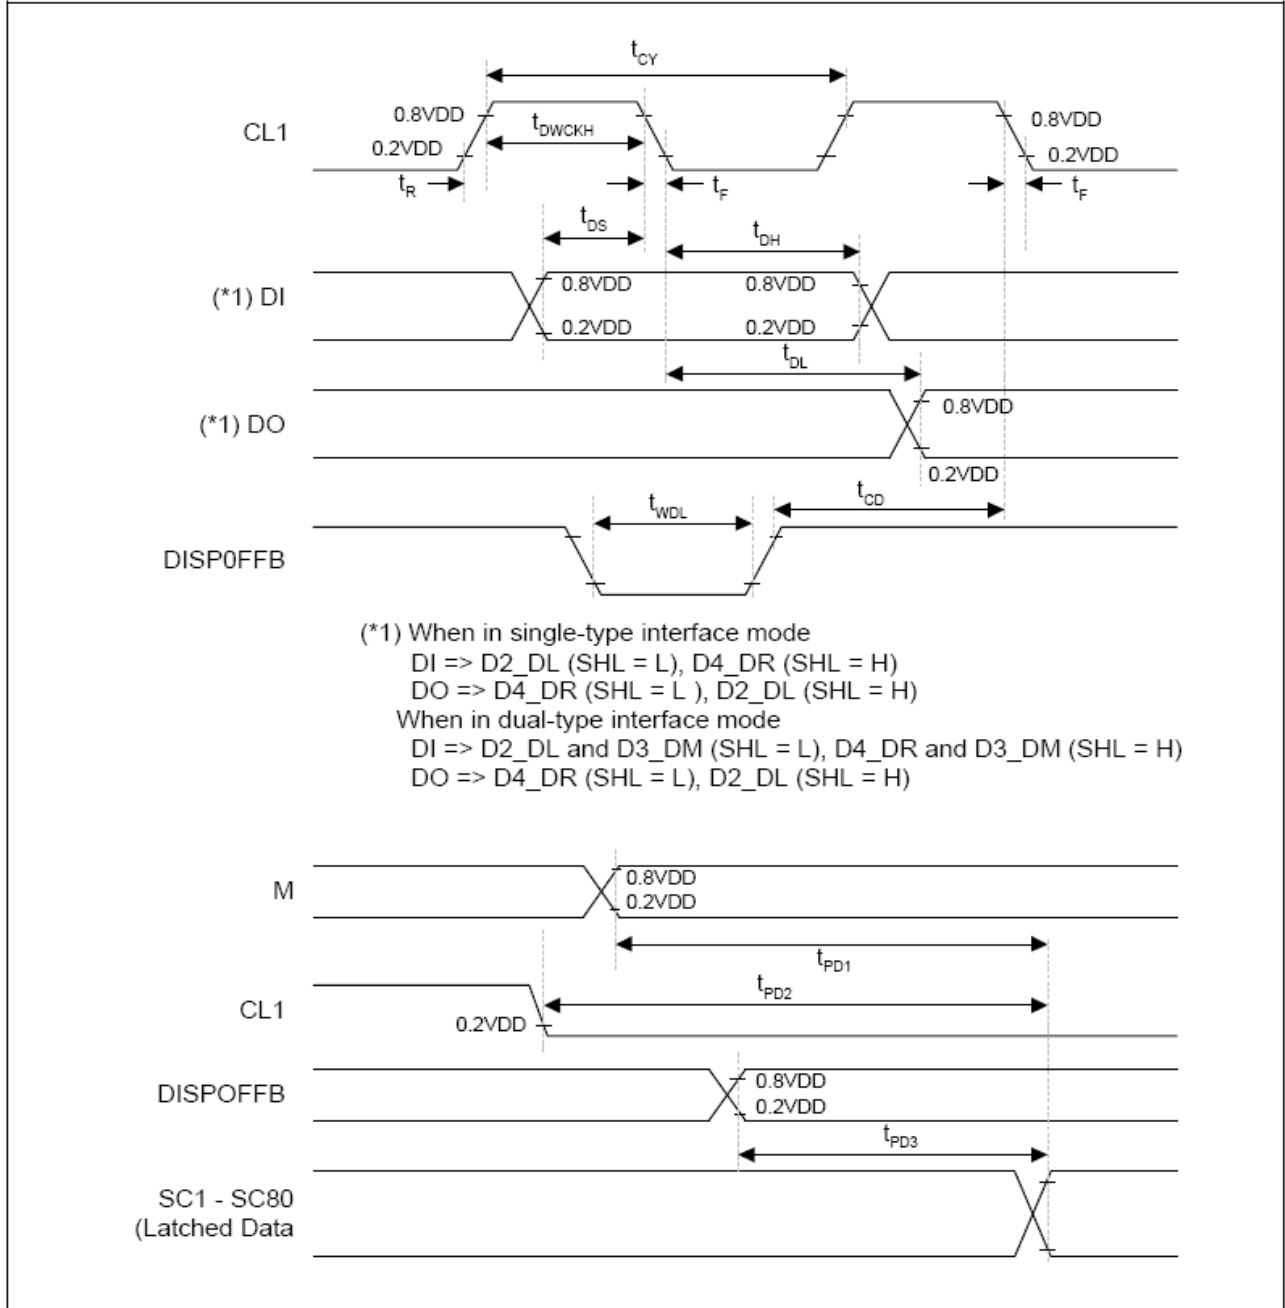 tCY
0.8VDD
CL1
tDWCKH
0.8VDD
0.2VDD
0.2VDD
tR
tF
tF
tDS
tDH
(*1) DI
0.8VDD
0.8VDD
0.2VDD
0.2VDD
tDL
(*1) DO
0.8VDD
0.2VDD
tWDL
tCD
DISP0FFB
(*1) When in single-type interface mode
DI => D2_DL (SHL = L), D4_DR (SHL = H)
DO => D4_DR (SHL = L ), D2_DL (SHL = H)
When in dual-type interface mode
DI => D2_DL and D3_DM (SHL = L), D4_DR and D3_DM (SHL = H)
DO => D4_DR (SHL = L), D2_DL (SHL = H)
M
0.8VDD
0.2VDD
tPD1
tPD2
CL1
0.2VDD
DISPOFFB
0.8VDD
0.2VDD
tPD3
SC1 - SC80
(Latched Data